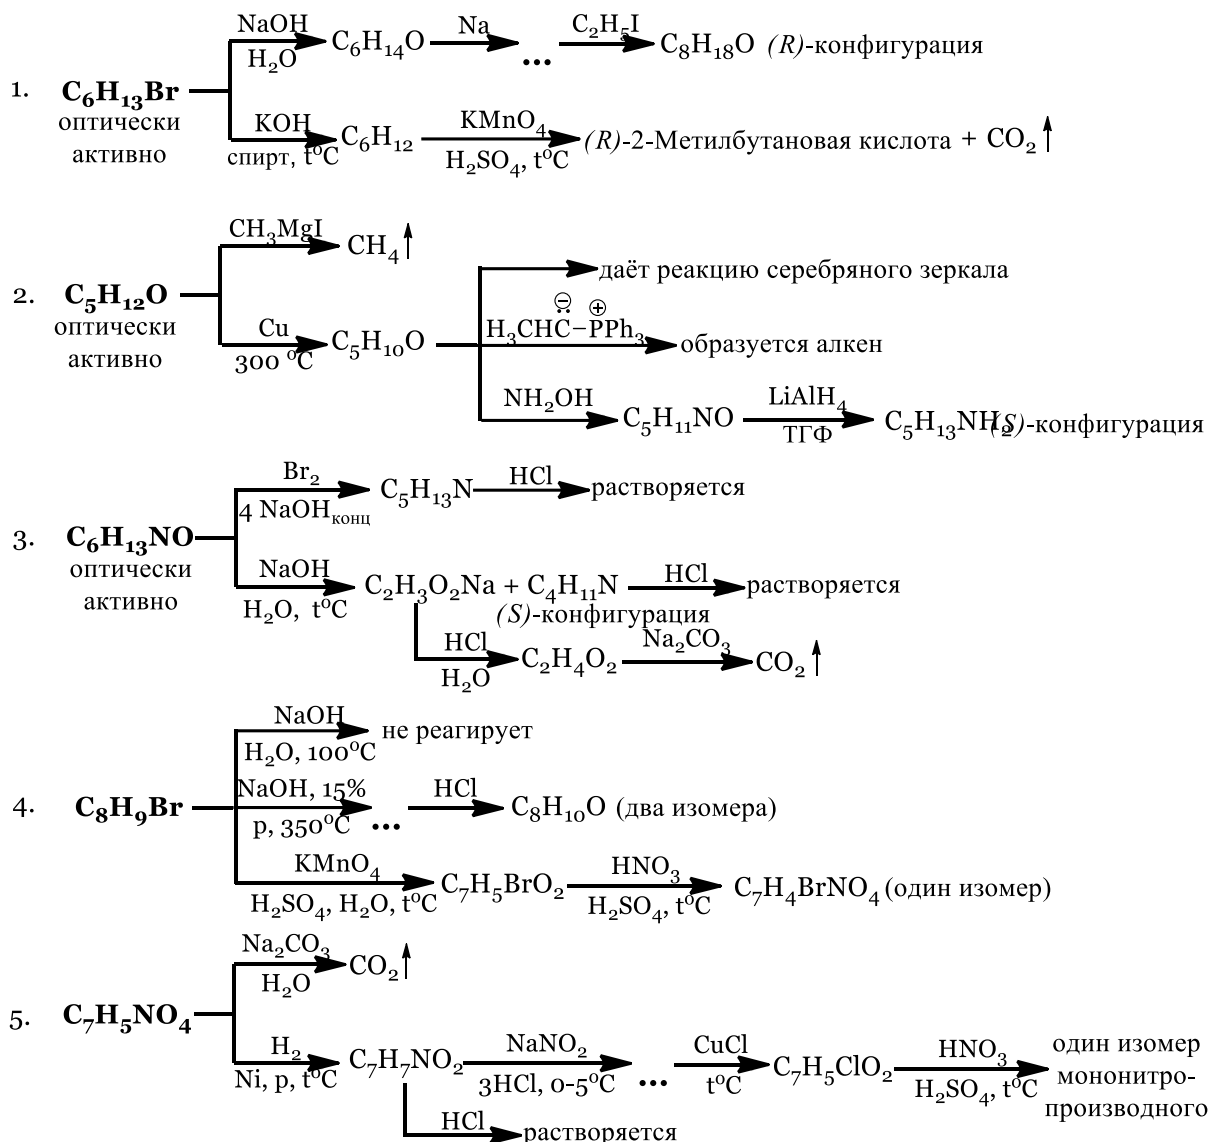 1. C₆H₁₃Br
оптически
активно
NaOH
H₂O
C₆H₁₄O
Na
...
C₂H₅I
C₈H₁₈O (R)-конфигурация
KOH
спирт, t°C
C₆H₁₂
KMnO₄
H₂SO₄, t°C
(R)-2-Метилбутановая кислота + CO₂↑
2. C₅H₁₂O
оптически
активно
CH₃MgI
CH₄↑
Cu
300 °C
C₅H₁₀O
даёт реакцию серебряного зеркала
⊖ ⊕
H₃CHC̈–PPh₃
образуется алкен
NH₂OH
C₅H₁₁NO
LiAlH₄
ТГФ
C₅H₁₃NH₂(S)-конфигурация
3. C₆H₁₃NO
оптически
активно
Br₂
4 NaOHконц
C₅H₁₃N
HCl
растворяется
NaOH
H₂O, t°C
C₂H₃O₂Na + C₄H₁₁N
(S)-конфигурация
HCl
растворяется
HCl
H₂O
C₂H₄O₂
Na₂CO₃
CO₂↑
4. C₈H₉Br
NaOH
H₂O, 100°C
не реагирует
NaOH, 15%
p, 350°C
...
HCl
C₈H₁₀O (два изомера)
KMnO₄
H₂SO₄, H₂O, t°C
C₇H₅BrO₂
HNO₃
H₂SO₄, t°C
C₇H₄BrNO₄ (один изомер)
5. C₇H₅NO₄
Na₂CO₃
H₂O
CO₂↑
H₂
Ni, p, t°C
C₇H₇NO₂
NaNO₂
3HCl, 0-5°C
...
CuCl
t°C
C₇H₅ClO₂
HNO₃
H₂SO₄, t°C
один изомер
мононитро-
производного
HCl
растворяется